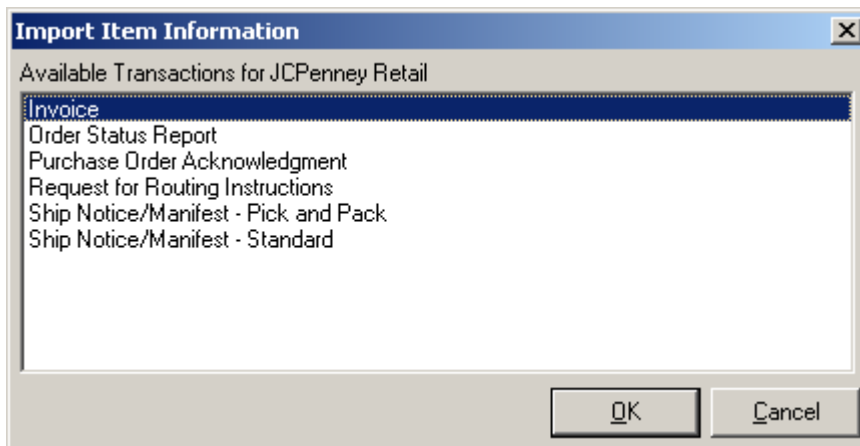 Import Item Information
Available Transactions for JCPenney Retail
Invoice
Order Status Report
Purchase Order Acknowledgment
Request for Routing Instructions
Ship Notice/Manifest - Pick and Pack
Ship Notice/Manifest - Standard
OK Cancel